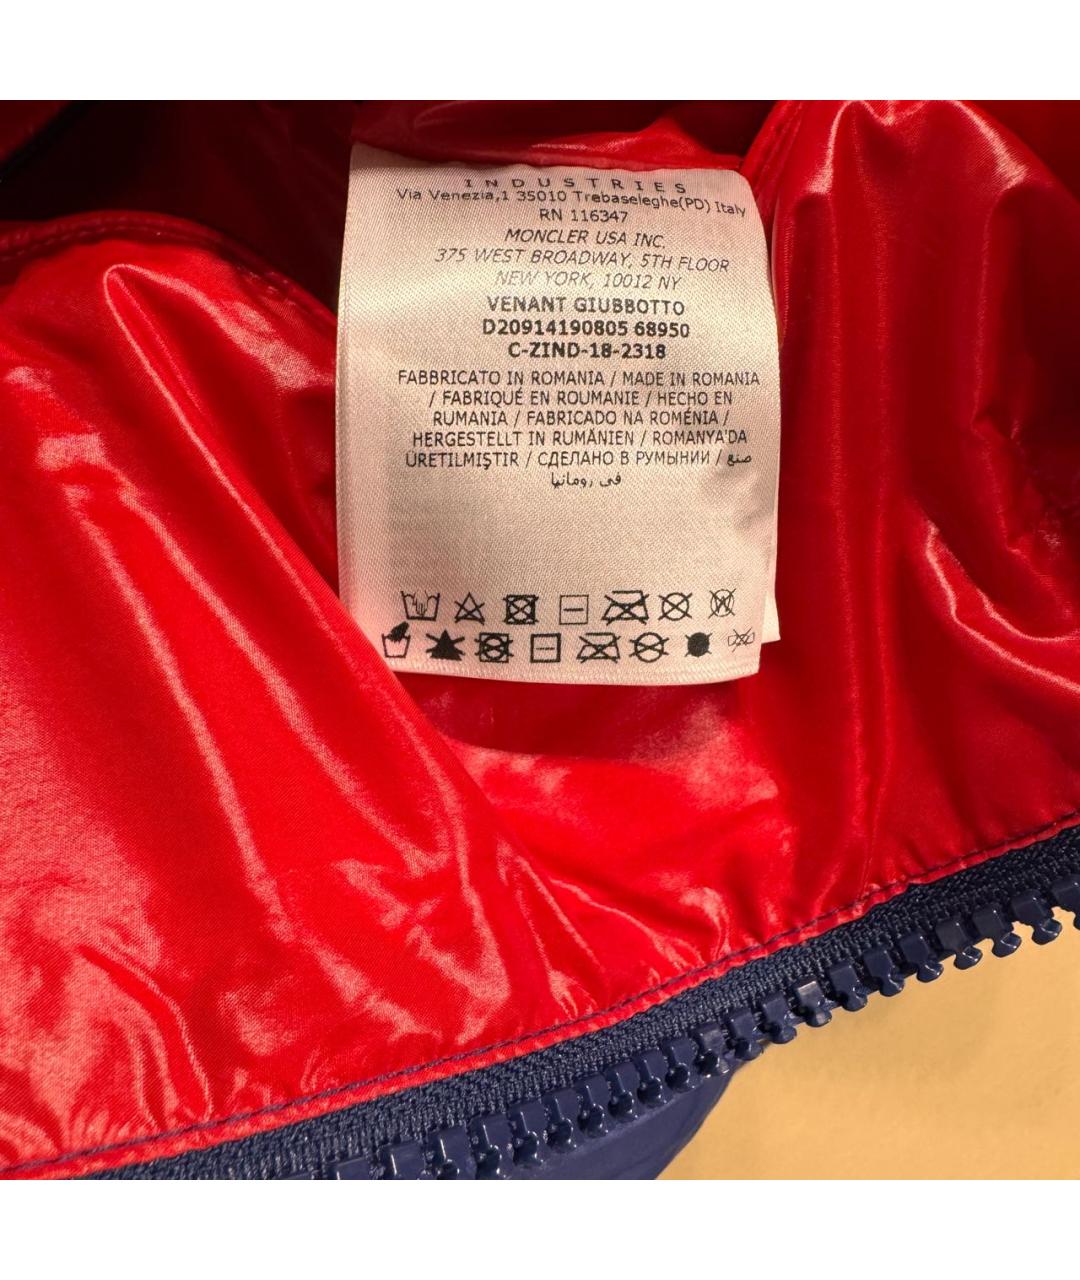 INDUSTRIES
Via Venezia,1 35010 Trebaseleghe(PD) Italy
RN 116347
MONCLER USA INC.
375 WEST BROADWAY, 5TH FLOOR
NEW YORK, 10012 NY
VENANT GIUBBOTTO
D20914190805 68950
C-ZIND-18-2318
FABBRICATO IN ROMANIA / MADE IN ROMANIA
/ FABRIQUÉ EN ROUMANIE / HECHO EN
RUMANIA / FABRICADO NA ROMÉNIA /
HERGESTELLT IN RUMÄNIEN / ROMANYA'DA
ÜRETILMIŞTIR / СДЕЛАНО В РУМЫНИИ / صنع
في رومانيا